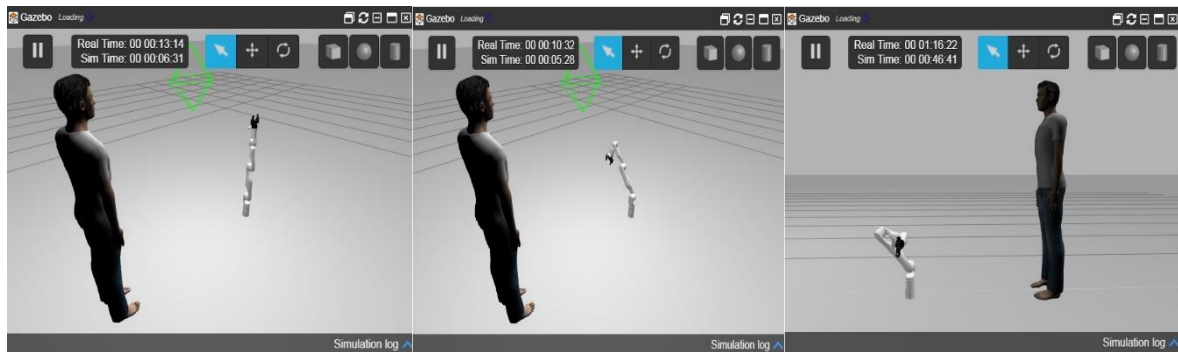 Gazebo Loading
Real Time: 00 00:13:14
Sim Time: 00 00:06:31
Simulation log
Gazebo Loading
Real Time: 00 00:10:32
Sim Time: 00 00:05.28
Simulation log
Gazebo Loading
Real Time: 00 01:16.22
Sim Time: 00 00:46:41
Simulation log